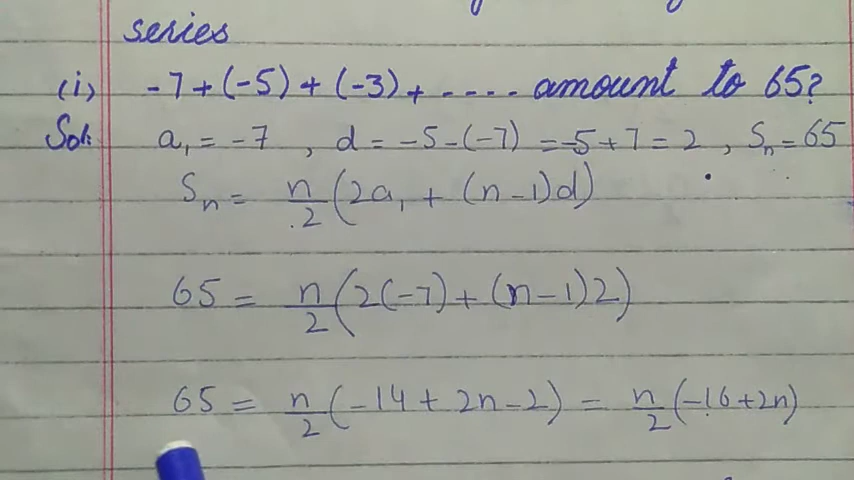 series
(i) -7 + (-5) + (-3) + .... amount to 65?
Sol: a₁ = -7 , d = -5-(-7) = -5+7 = 2 , Sₙ = 65
Sₙ = n/2 (2a₁ + (n-1)d)
65 = n/2 (2(-7) + (n-1)2)
65 = n/2 (-14 + 2n-2) = n/2 (-16+2n)